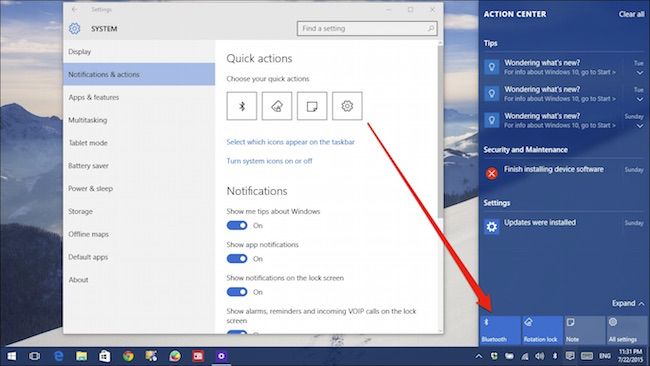 Settings
SYSTEM
Find a setting
Display
Notifications & actions
Apps & features
Multitasking
Tablet mode
Battery saver
Power & sleep
Storage
Offline maps
Default apps
About
Quick actions
Choose your quick actions
Select which icons appear on the taskbar
Turn system icons on or off
Notifications
Show me tips about Windows
On
Show app notifications
On
Show notifications on the lock screen
On
Show alarms, reminders and incoming VOIP calls on the lock
screen
On
ACTION CENTER
Clear all
Tips
Wondering what's new?
Tue
For info about Windows 10, go to Start >
Wondering what's new?
Tue
For info about Windows 10, go to Start >
Wondering what's new?
Sunday
For info about Windows 10, go to Start >
Security and Maintenance
Finish installing device software
Sunday
Settings
Updates were installed
Sunday
Expand
Bluetooth
Rotation lock
Note
All settings
11:31 PM
7/22/2015